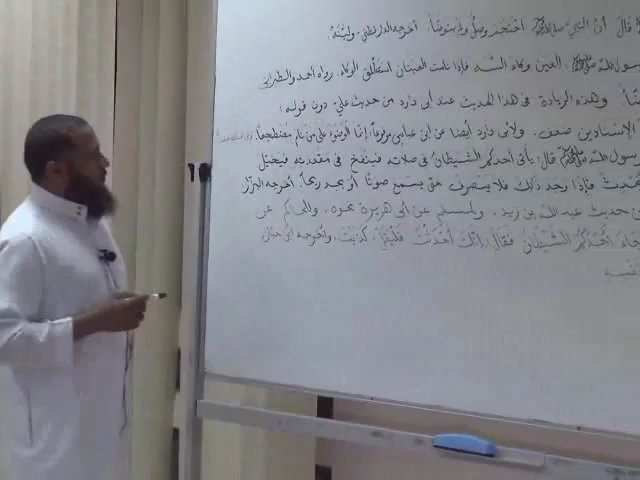 قال أن النبي ﷺ احتجم وصلى ولم يتوضأ. أخرجه الدارقطني، ولينه.
رسول الله ﷺ: العين وكاء السه فإذا نامت العينان استطلق الوكاء. رواه أحمد والطبراني
وهذه الزيادة في هذا الحديث عند أبي داود من حديث علي دون قوله:
الإسنادين ضعف. ولأبي داود أيضا عن ابن عباس مرفوعا: إنما الوضوء على من نام مضطجعا.
رسول الله ﷺ قال: يأتي أحدكم الشيطان في صلاته فينفخ في مقعدته فيخيل
أحدث فإذا وجد ذلك فلا ينصرف حتى يسمع صوتا أو يجد ريحا. أخرجه البزار
حديث عبد الله بن زيد. ولمسلم عن أبي هريرة نحوه. وللحاكم عن
جاء أحدكم الشيطان فقال: إنك أحدثت فليقل: كذبت. وأخرجه ابن حبان
نفسه